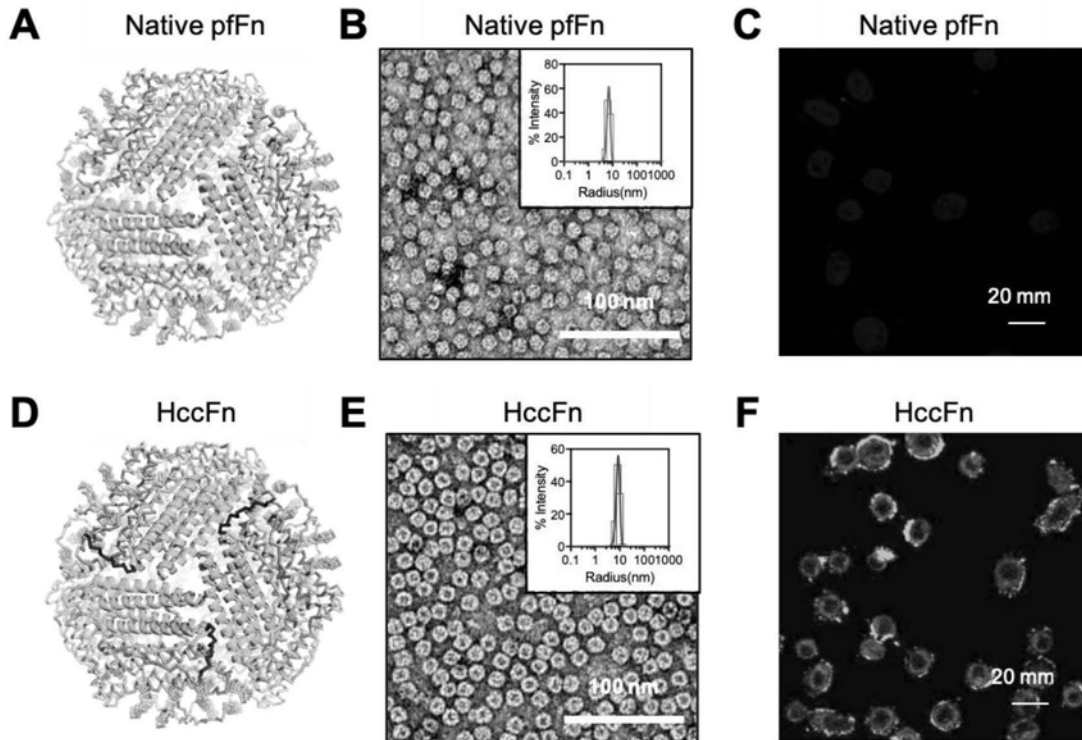 A Native pfFn
B Native pfFn
80
60
40
20
0
% Intensity
0.1 1 10 1001000
Radius(nm)
100 nm
C Native pfFn
20 mm
D HccFn
E HccFn
60
40
20
0
% Intensity
0.1 1 10 1001000
Radius(nm)
100 nm
F HccFn
20 mm